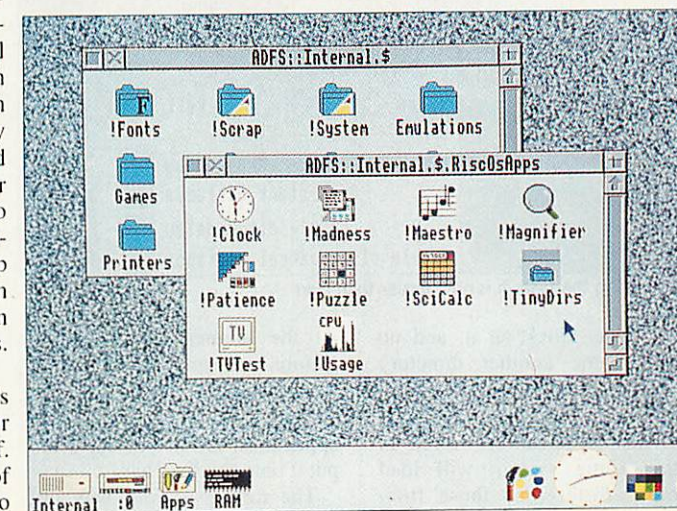 ADFS::Internal.$
!Fonts !Scrap !System Emulations
Games
Printers
ADFS::Internal.$.RiscOsApps
!Clock !Madness !Maestro !Magnifier
!Patience !Puzzle !SciCalc !TinyDirs
TV CPU
!TVTest !Usage
Internal :0 Apps RAM